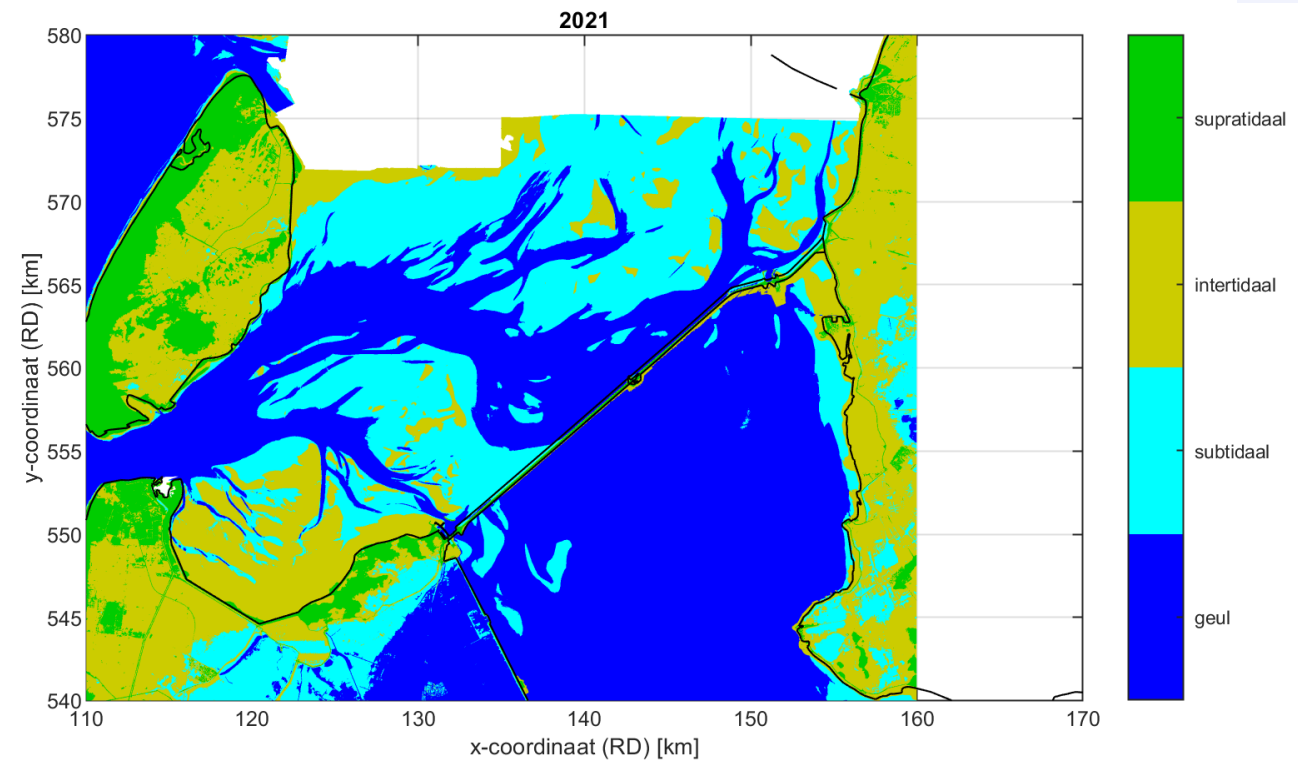 2021
580
575
570
565
560
555
550
545
540
110
120
130
140
150
160
170
x-coordinaat (RD) [km]
y-coordinaat (RD) [km]
supratidaal
intertidaal
subtidaal
geul